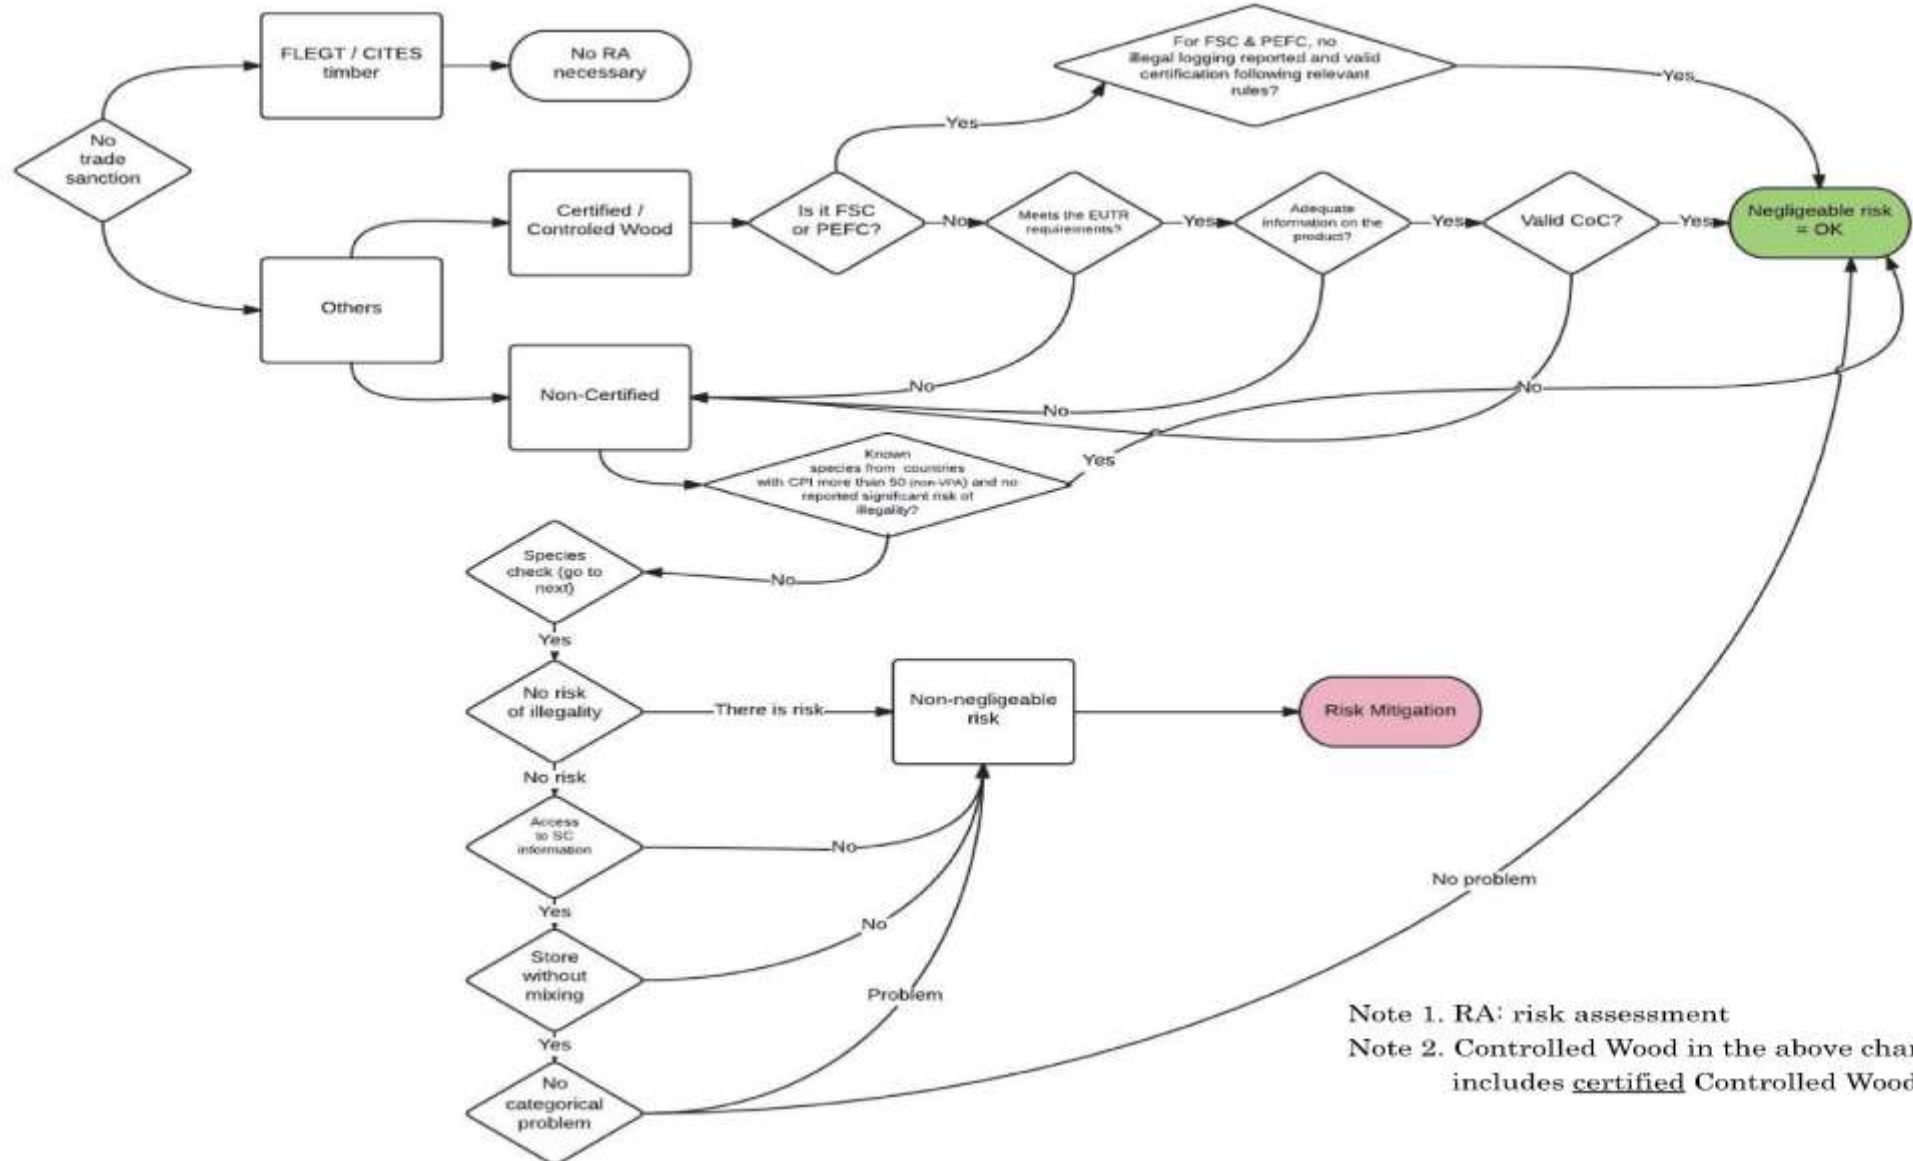 FLEGT / CITES
timber
No RA
necessary
For FSC & PEFC, no
illegal logging reported and valid
certification following relevant
rules?
Yes
Yes
No
trade
sanction
Certified /
Controled Wood
Is it FSC
or PEFC?
No
Meets the EUTR
requirements?
Yes
Adequate
information on the
product?
Yes
Valid CoC?
Yes
Negligeable risk
= OK
Others
Non-Certified
No
No
No
Known
species from countries
with CPI more than 50 (non-VPA) and no
reported significant risk of
illegality?
Yes
Species
check (go to
next)
No
Yes
No risk
of illegality
There is risk
Non-negligeable
risk
Risk Mitigation
No risk
Access
to SC
information
No
No problem
Yes
No
Store
without
mixing
Problem
Yes
No
categorical
problem
Note 1. RA: risk assessment
Note 2. Controlled Wood in the above char
includes certified Controlled Wood